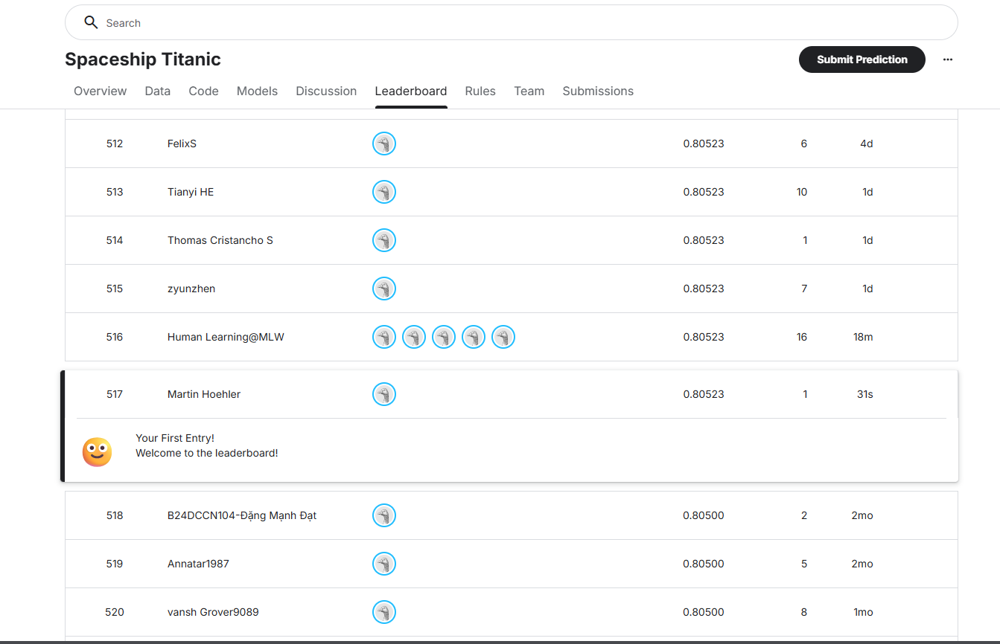 Search
Spaceship Titanic
Submit Prediction
Overview Data Code Models Discussion Leaderboard Rules Team Submissions
512 FelixS 0.80523 6 4d
513 Tianyi HE 0.80523 10 1d
514 Thomas Cristancho S 0.80523 1 1d
515 zyunzhen 0.80523 7 1d
516 Human Learning@MLW 0.80523 16 18m
517 Martin Hoehler 0.80523 1 31s
Your First Entry!
Welcome to the leaderboard!
518 B24DCCN104-Đặng Mạnh Đạt 0.80500 2 2mo
519 Annatar1987 0.80500 5 2mo
520 vansh Grover9089 0.80500 8 1mo